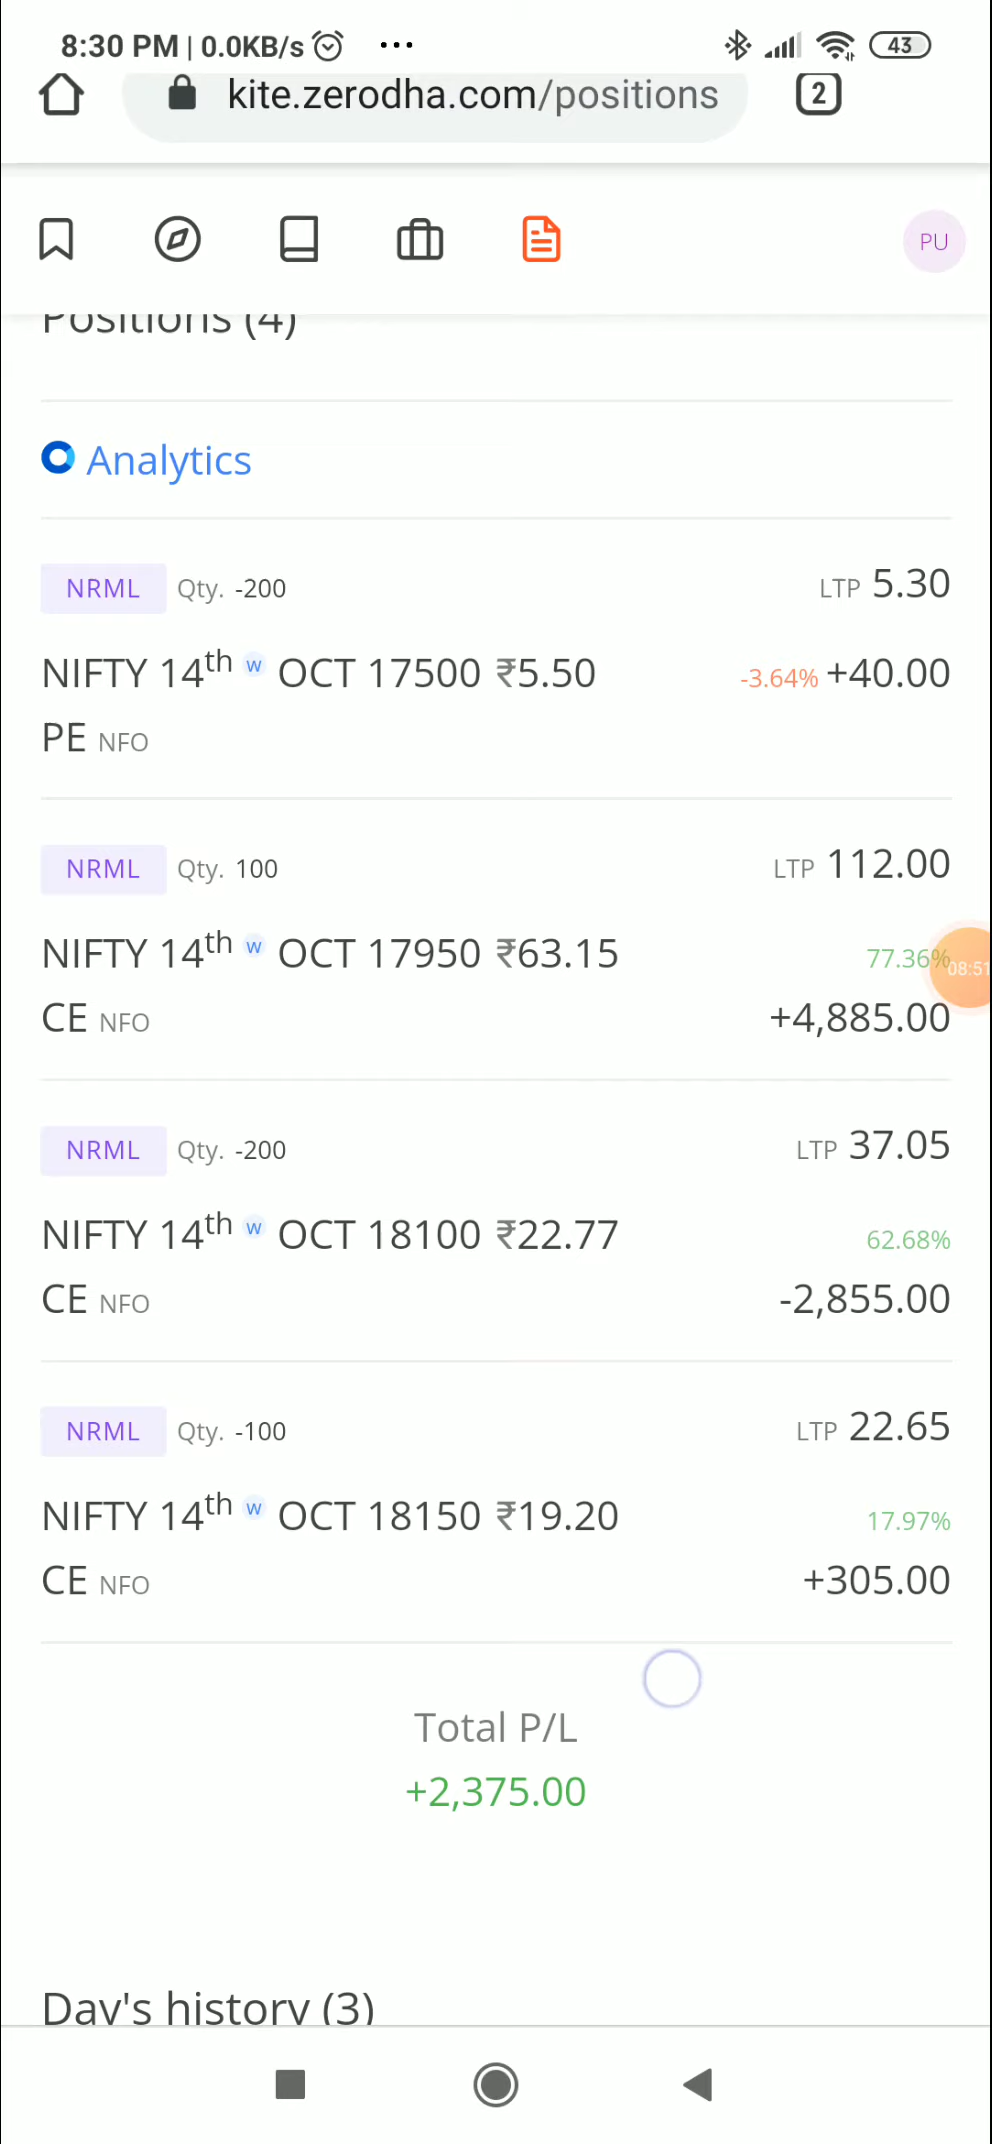 8:30 PM | 0.0KB/s ... 43
kite.zerodha.com/positions 2
PU
Positions (4)
Analytics
NRML Qty. -200 LTP 5.30
NIFTY 14th w OCT 17500 ₹5.50 -3.64% +40.00
PE NFO
NRML Qty. 100 LTP 112.00
NIFTY 14th w OCT 17950 ₹63.15 77.36% 08:51
CE NFO +4,885.00
NRML Qty. -200 LTP 37.05
NIFTY 14th w OCT 18100 ₹22.77 62.68%
CE NFO -2,855.00
NRML Qty. -100 LTP 22.65
NIFTY 14th w OCT 18150 ₹19.20 17.97%
CE NFO +305.00
Total P/L
+2,375.00
Day's history (3)